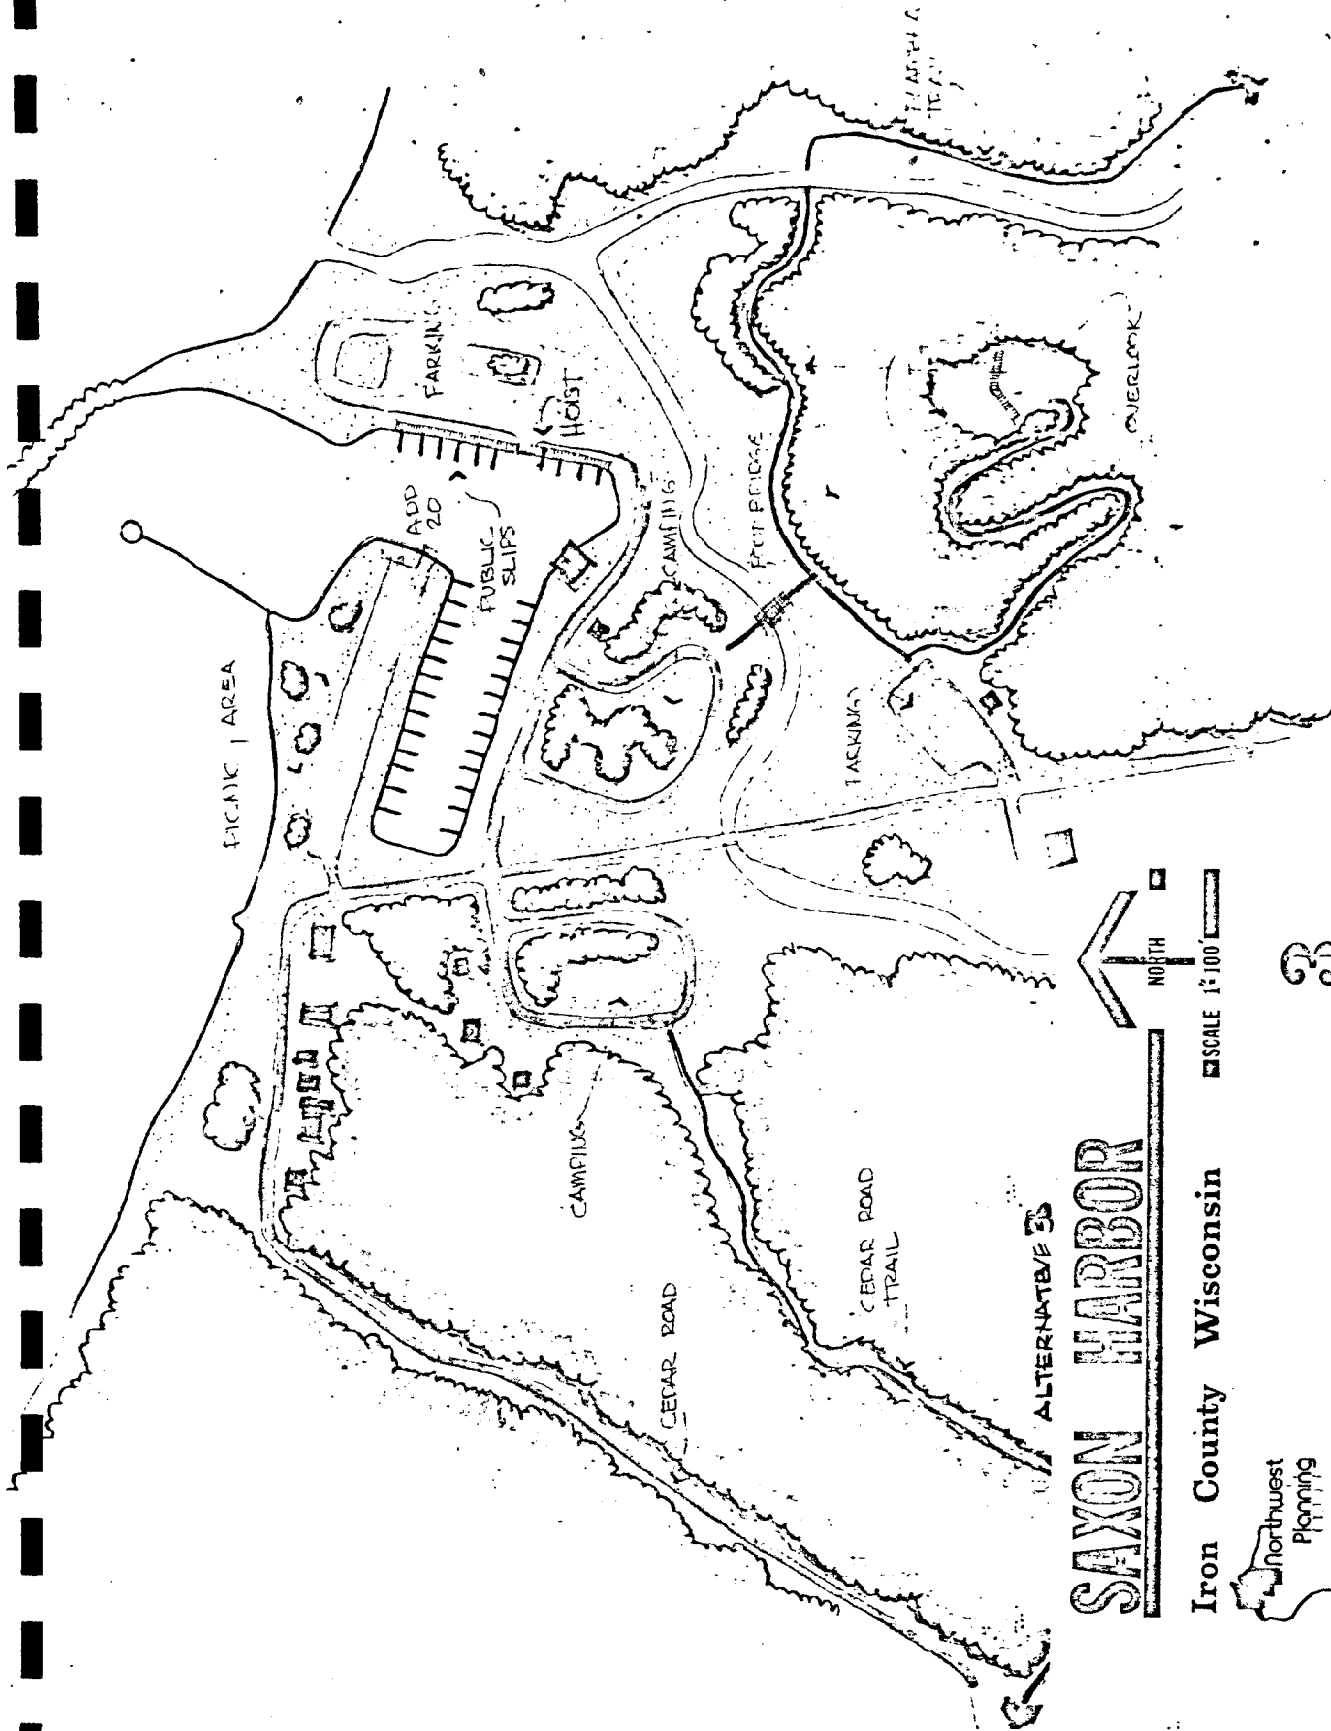 PICNIC AREA
ADD
20
PUBLIC
SLIPS
PARKING
HOIST
CAMPING
FOOT BRIDGE
OVERLOOK
TRAIL
PARKING
CAMPING
CEDAR ROAD
CEDAR ROAD
TRAIL
ALTERNATIVE 3
SAXON HARBOR
Iron County Wisconsin
NORTH
SCALE 1"=100'
Northwest
Planning
3